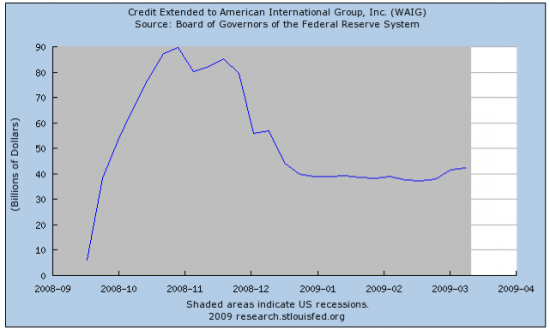 Credit Extended to American International Group, Inc. (WAIG)
Source: Board of Governors of the Federal Reserve System
(Billions of Dollars)
90
80
70
60
50
40
30
20
10
0
2008-09 2008-10 2008-11 2008-12 2009-01 2009-02 2009-03 2009-04
Shaded areas indicate US recessions.
2009 research.stlouisfed.org